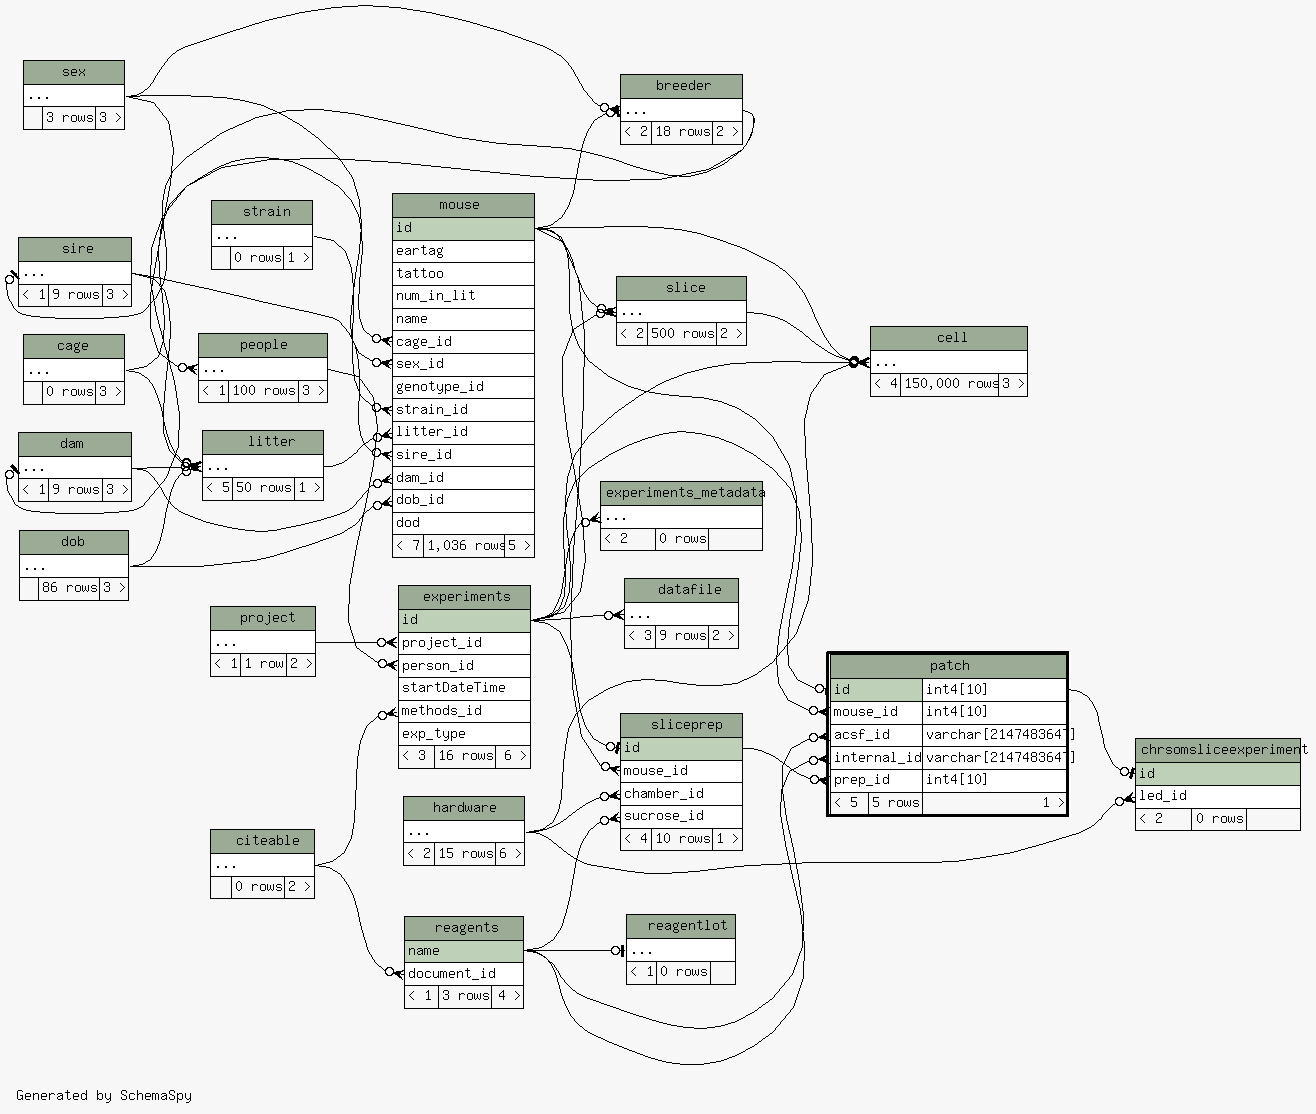 sex
...
3 rows 3 >
breeder
...
< 2 18 rows 2 >
strain
...
0 rows 1 >
mouse
id
eartag
tattoo
num_in_lit
name
cage_id
sex_id
genotype_id
strain_id
litter_id
sire_id
dam_id
dob_id
dod
< 7 1,036 rows 5 >
sire
...
< 1 9 rows 3 >
slice
...
< 2 500 rows 2 >
cage
...
0 rows 3 >
people
...
< 1 100 rows 3 >
cell
...
< 4 150,000 rows 3 >
dam
...
< 1 9 rows 3 >
litter
...
< 5 50 rows 1 >
experiments_metadata
...
< 2 0 rows
dob
...
86 rows 3 >
experiments
id
project_id
person_id
startDateTime
methods_id
exp_type
< 3 16 rows 6 >
datafile
...
< 3 9 rows 2 >
project
...
< 1 1 row 2 >
patch
id int4[10]
mouse_id int4[10]
acsf_id varchar[2147483647]
internal_id varchar[2147483647]
prep_id int4[10]
< 5 5 rows 1 >
sliceprep
id
mouse_id
chamber_id
sucrose_id
< 4 10 rows 1 >
chrsomsliceexperiment
id
led_id
< 2 0 rows
hardware
...
< 2 15 rows 6 >
citeable
...
0 rows 2 >
reagents
name
document_id
< 1 3 rows 4 >
reagentlot
...
< 1 0 rows
Generated by SchemaSpy